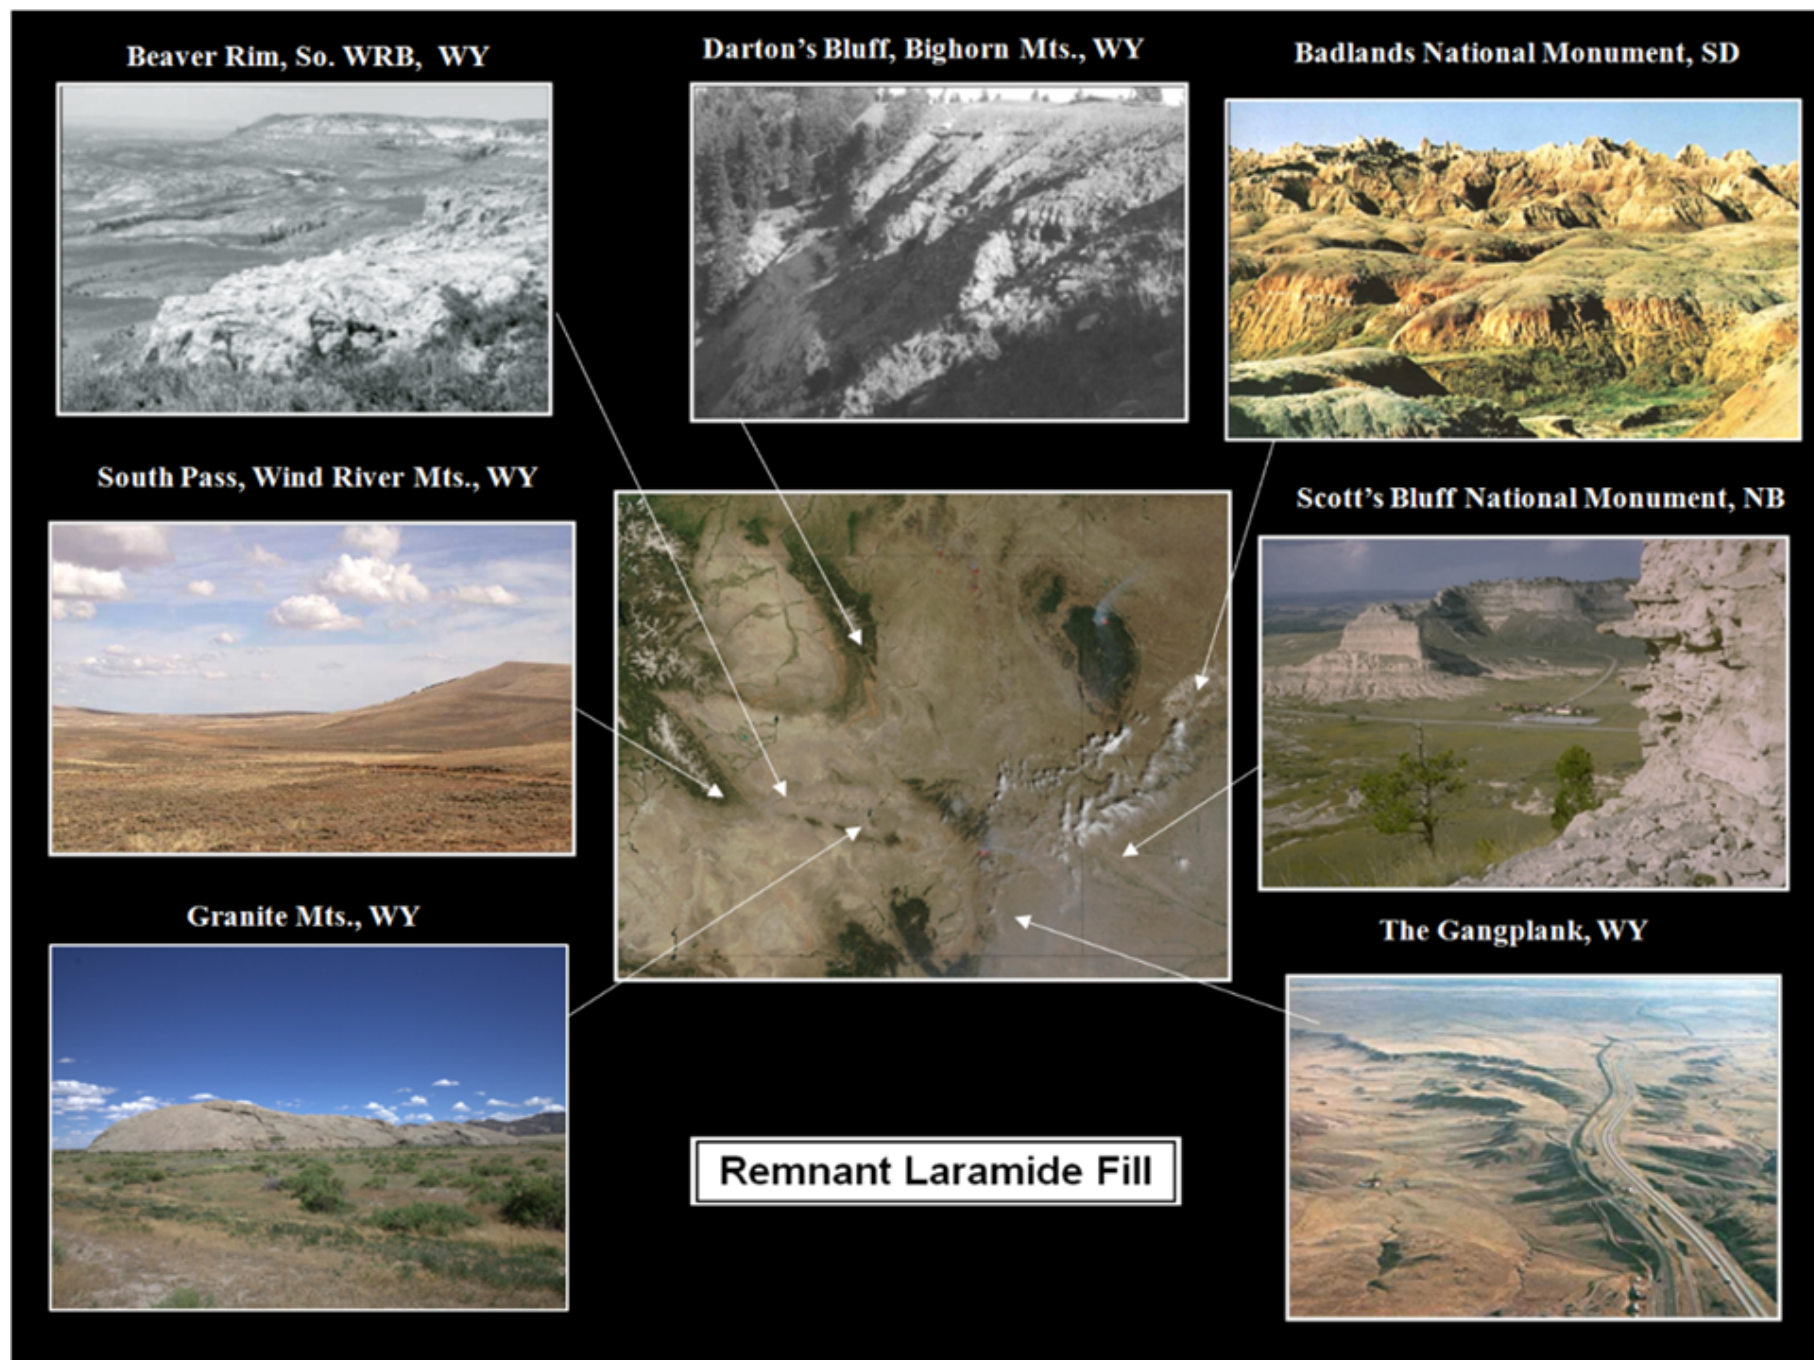 Beaver Rim, So. WRB, WY
Darton's Bluff, Bighorn Mts., WY
Badlands National Monument, SD
South Pass, Wind River Mts., WY
Scott's Bluff National Monument, NB
Granite Mts., WY
The Gangplank, WY
Remnant Laramide Fill